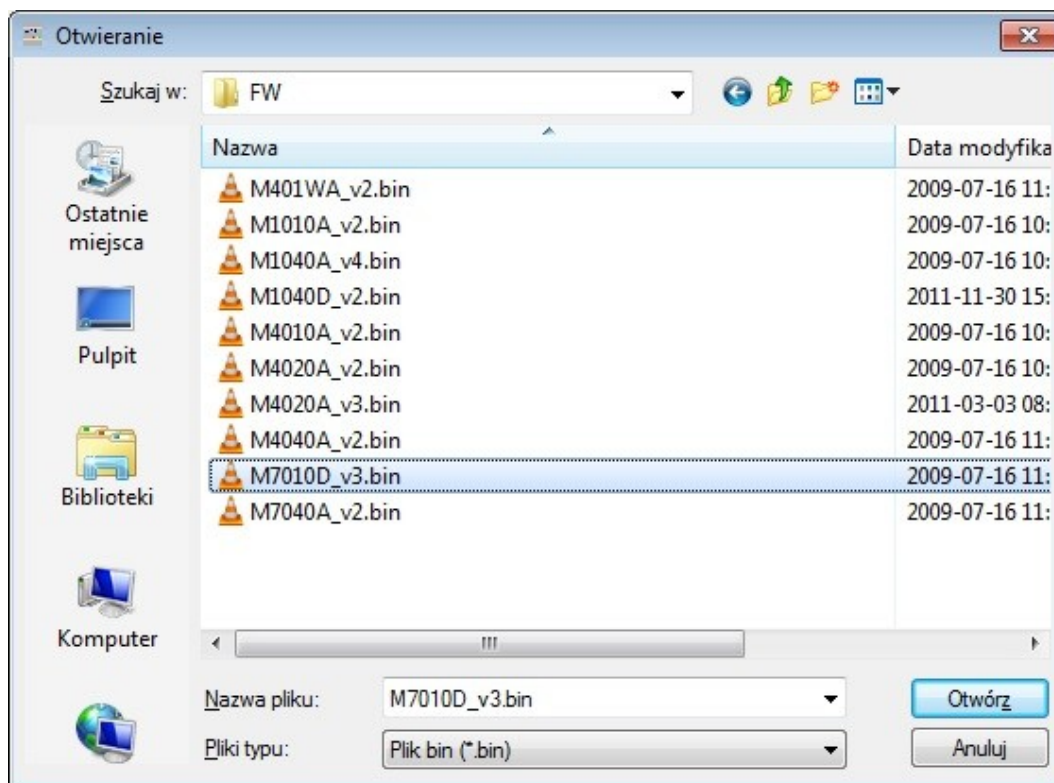 Otwieranie
Szukaj w: FW
Nazwa Data modyfika
M401WA_v2.bin 2009-07-16 11:
M1010A_v2.bin 2009-07-16 10:
M1040A_v4.bin 2009-07-16 10:
M1040D_v2.bin 2011-11-30 15:
M4010A_v2.bin 2009-07-16 10:
M4020A_v2.bin 2009-07-16 10:
M4020A_v3.bin 2011-03-03 08:
M4040A_v2.bin 2009-07-16 11:
M7010D_v3.bin 2009-07-16 11:
M7040A_v2.bin 2009-07-16 11:
Ostatnie
miejsca
Pulpit
Biblioteki
Komputer
Nazwa pliku: M7010D_v3.bin Otwórz
Pliki typu: Plik bin (*.bin) Anuluj